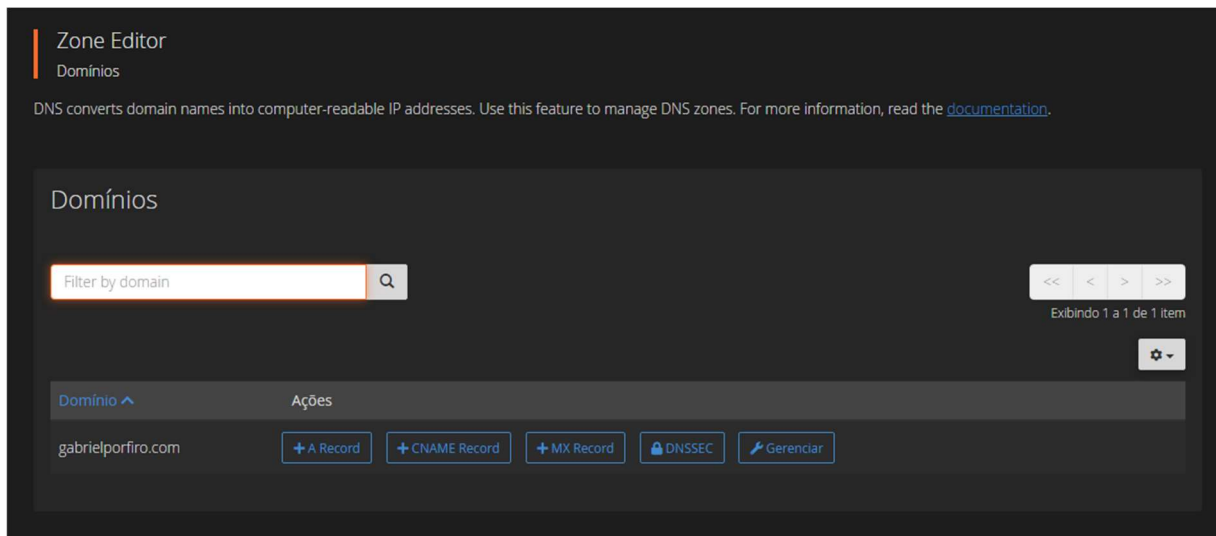 Zone Editor
Domínios
DNS converts domain names into computer-readable IP addresses. Use this feature to manage DNS zones. For more information, read the documentation.
Domínios
Filter by domain
<< < > >>
Exibindo 1 a 1 de 1 item
Domínio Ações
gabrielporfiro.com + A Record + CNAME Record + MX Record DNSSEC Gerenciar